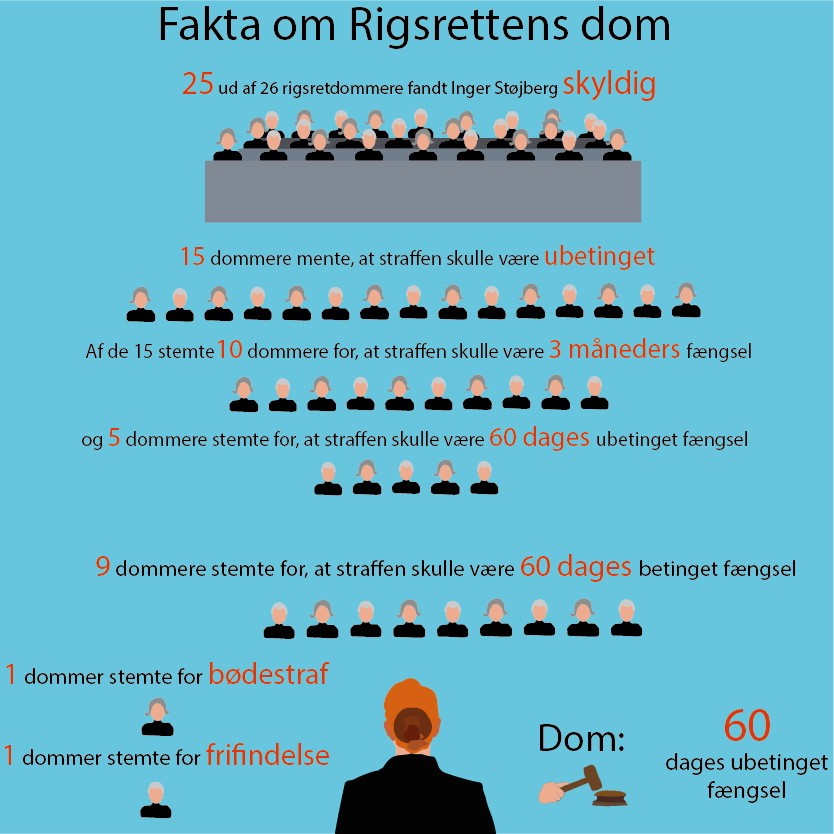 Fakta om Rigsrettens dom
25 ud af 26 rigsretdommere fandt Inger Støjberg skyldig
15 dommere mente, at straffen skulle være ubetinget
Af de 15 stemte 10 dommere for, at straffen skulle være 3 måneders fængsel
og 5 dommere stemte for, at straffen skulle være 60 dages ubetinget fængsel
9 dommere stemte for, at straffen skulle være 60 dages betinget fængsel
1 dommer stemte for bødestraf
1 dommer stemte for frifindelse
Dom:
60
dages ubetinget
fængsel